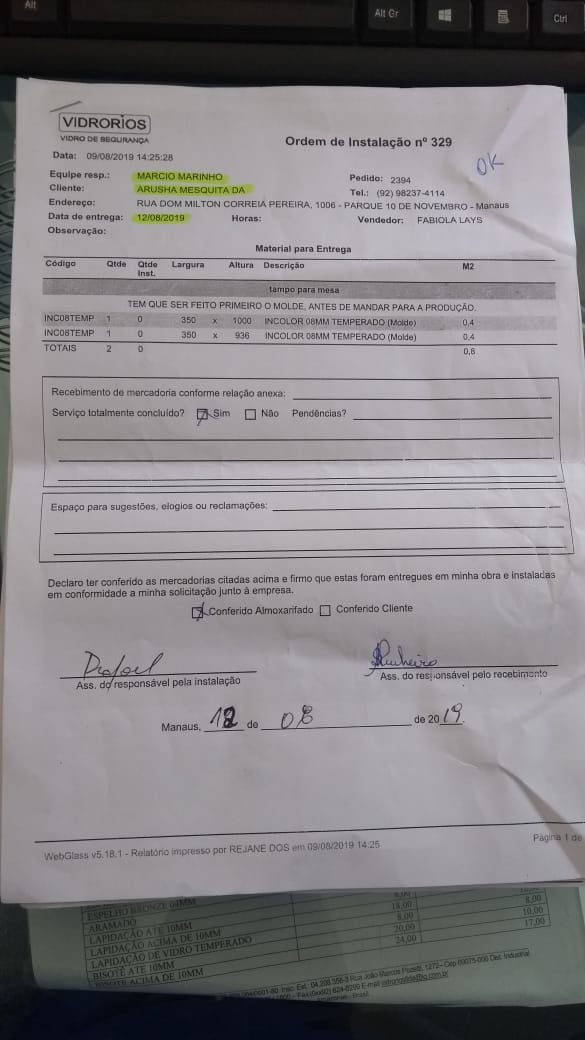 Alt
Alt Gr
Ctrl
VIDRORIOS
VIDRO DE SEGURANÇA
Ordem de Instalação nº 329
OK
Data: 09/08/2019 14:25:28
Equipe resp.: MARCIO MARINHO Pedido: 2394
Cliente: ARUSHA MESQUITA DA Tel.: (92) 98237-4114
Endereço: RUA DOM MILTON CORREIA PEREIRA, 1006 - PARQUE 10 DE NOVEMBRO - Manaus
Data de entrega: 12/08/2019 Horas: Vendedor: FABIOLA LAYS
Observação:
Material para Entrega
Código Qtde Qtde Inst. Largura Altura Descrição M2
tampo para mesa
TEM QUE SER FEITO PRIMEIRO O MOLDE, ANTES DE MANDAR PARA A PRODUÇÃO.
INC08TEMP 1 0 350 x 1000 INCOLOR 08MM TEMPERADO (Molde) 0,4
INC08TEMP 1 0 350 x 936 INCOLOR 08MM TEMPERADO (Molde) 0,4
TOTAIS 2 0 0,8
Recebimento de mercadoria conforme relação anexa:
Serviço totalmente concluído? Sim Não Pendências?
Espaço para sugestões, elogios ou reclamações:
Declaro ter conferido as mercadorias citadas acima e firmo que estas foram entregues em minha obra e instaladas
em conformidade a minha solicitação junto à empresa.
Conferido Almoxarifado Conferido Cliente
Pinheiro
Ass. do responsável pela instalação Ass. do responsável pelo recebimento
Manaus, 12 de 08 de 2019.
WebGlass v5.18.1 - Relatório impresso por REJANE DOS em 09/08/2019 14:25 Página 1 de
ESPELHO BRONZE 04MM 8,00
ARAMADO 18,00 10,00
LAPIDAÇÃO ATE 10MM 8,00 17,00
LAPIDAÇÃO ACIMA DE 10MM 20,00
LAPIDAÇÃO DE VIDRO TEMPERADO 24,00
BISOTÊ ATE 10MM
BISOTE ACIMA DE 10MM